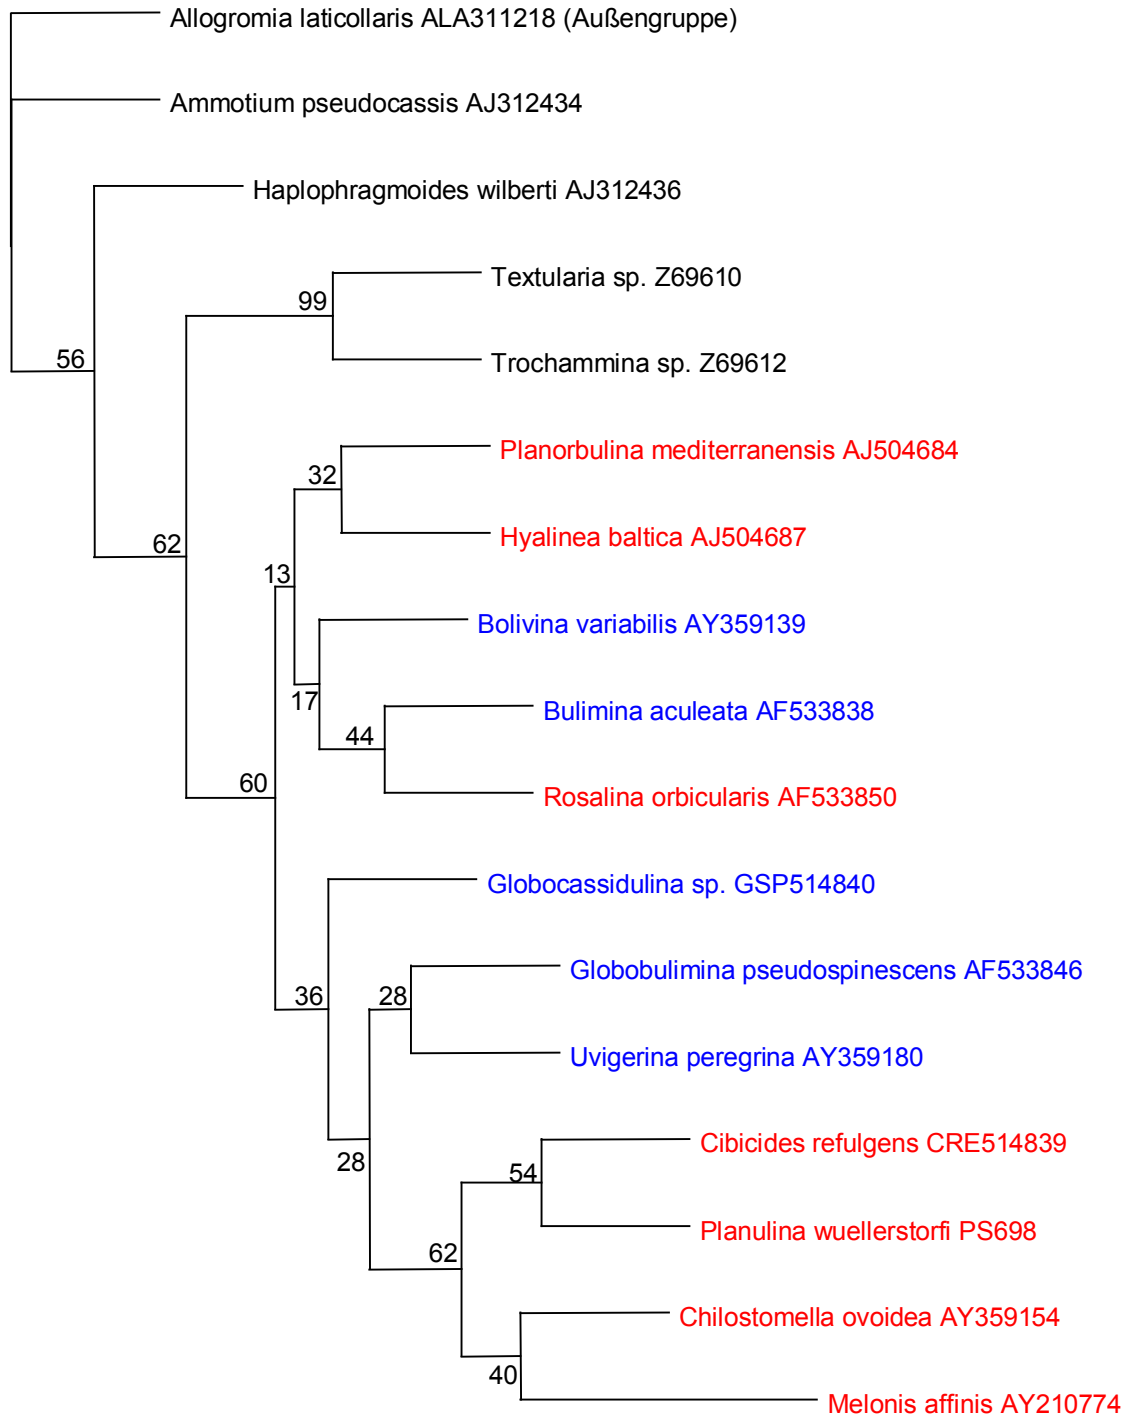 Allogromia laticollaris ALA311218 (Außengruppe)
Ammotium pseudocassis AJ312434
Haplophragmoides wilberti AJ312436
Textularia sp. Z69610
99
Trochammina sp. Z69612
56
Planorbulina mediterranensis AJ504684
32
Hyalinea baltica AJ504687
62
13
Bolivina variabilis AY359139
17
Bulimina aculeata AF533838
44
60
Rosalina orbicularis AF533850
Globocassidulina sp. GSP514840
Globobulimina pseudospinescens AF533846
36
28
Uvigerina peregrina AY359180
Cibicides refulgens CRE514839
28
54
Planulina wuellerstorfi PS698
62
Chilostomella ovoidea AY359154
40
Melonis affinis AY210774